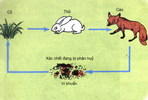 Cỏ
Thỏ
Cáo
Xác chết đang bị phân huỷ
Vi khuẩn